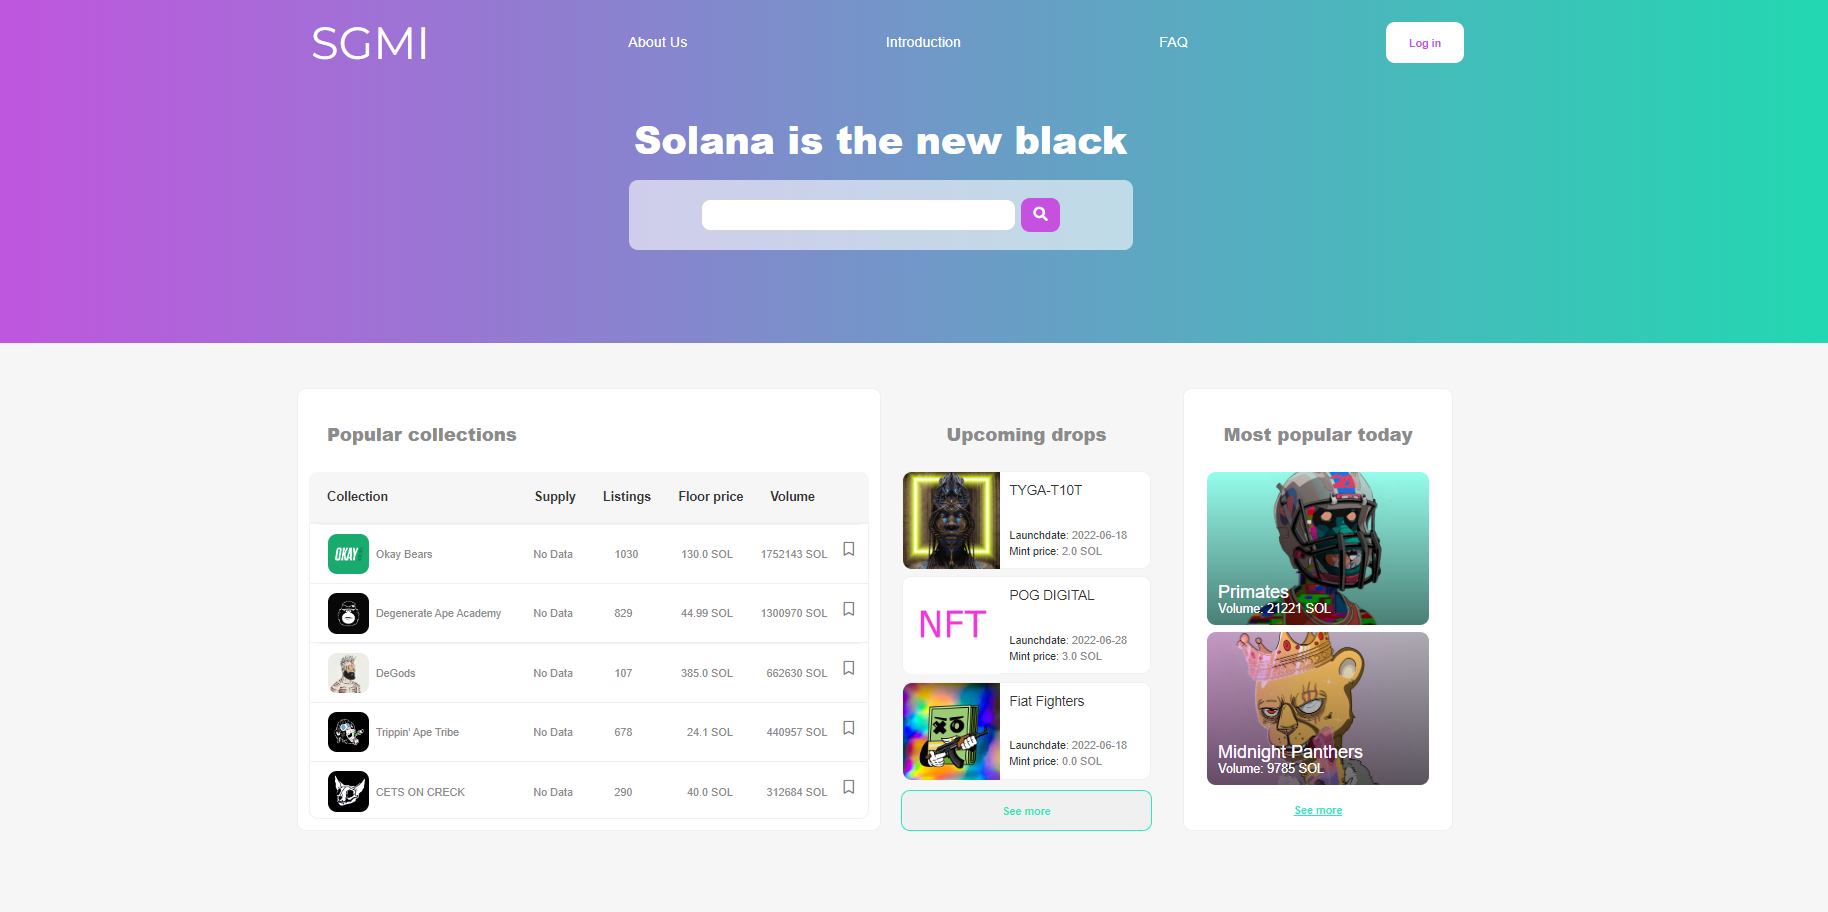 SGMI
About Us
Introduction
FAQ
Log in
Solana is the new black
Popular collections
Collection Supply Listings Floor price Volume
OKAY Okay Bears No Data 1030 130.0 SOL 1752143 SOL
Degenerate Ape Academy No Data 829 44.99 SOL 1300970 SOL
DeGods No Data 107 385.0 SOL 662630 SOL
Trippin' Ape Tribe No Data 678 24.1 SOL 440957 SOL
CETS ON CRECK No Data 290 40.0 SOL 312684 SOL
Upcoming drops
TYGA-T10T
Launchdate: 2022-06-18
Mint price: 2.0 SOL
NFT
POG DIGITAL
Launchdate: 2022-06-28
Mint price: 3.0 SOL
Fiat Fighters
Launchdate: 2022-06-18
Mint price: 0.0 SOL
See more
Most popular today
Primates
Volume: 21221 SOL
Midnight Panthers
Volume: 9785 SOL
See more